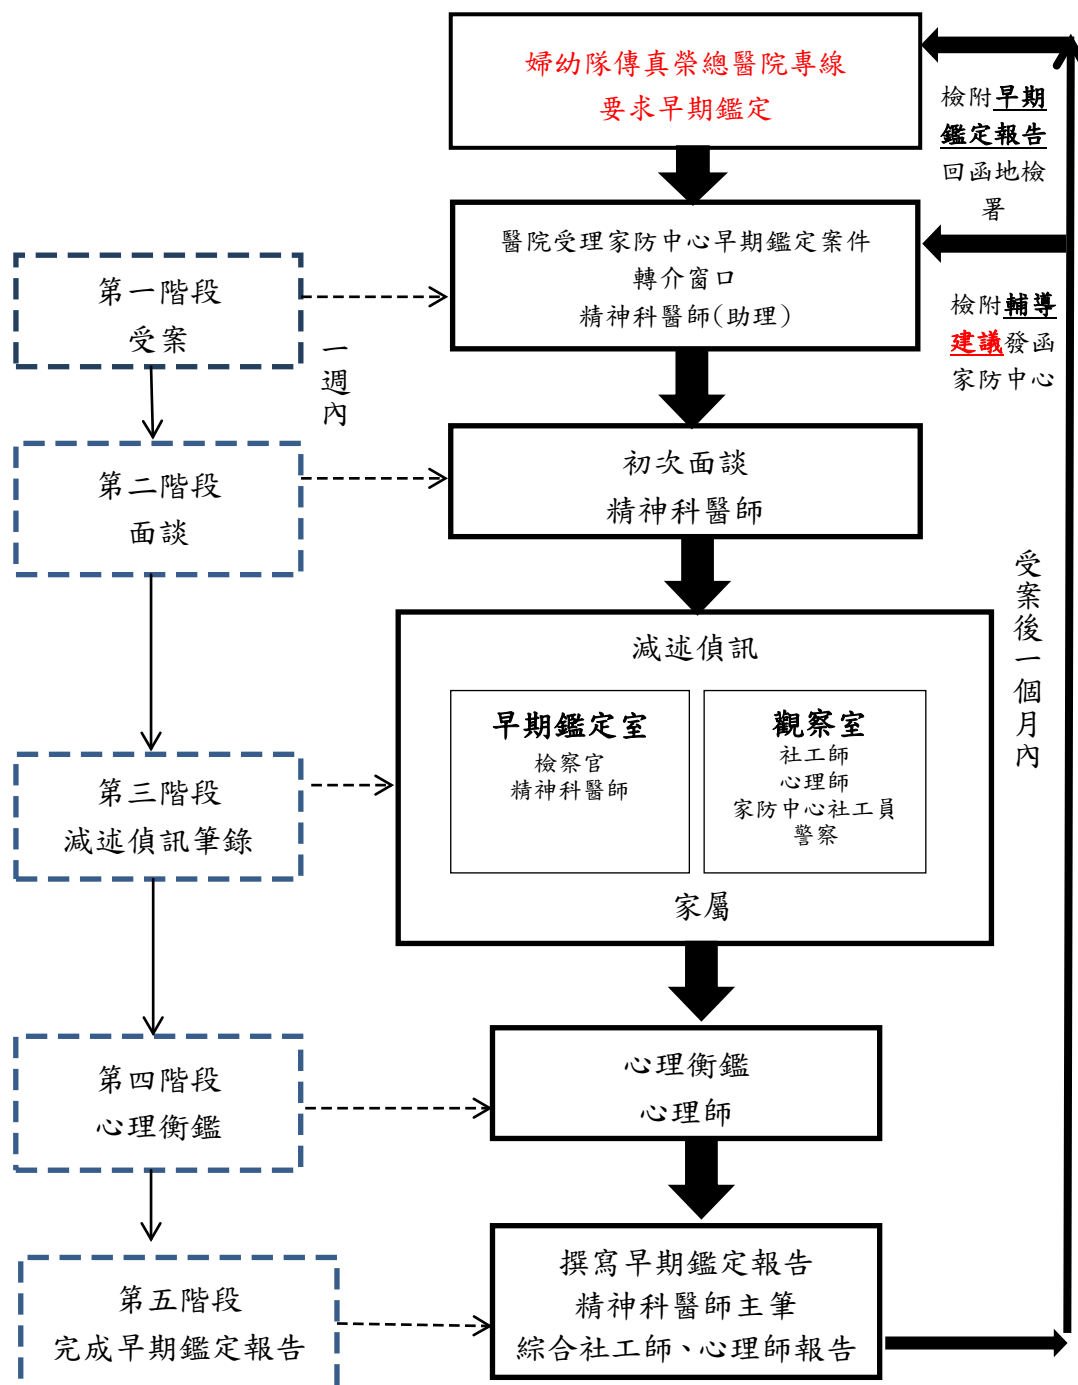 婦幼隊傳真榮總醫院專線
要求早期鑑定
檢附早期
鑑定報告
回函地檢
署
醫院受理家防中心早期鑑定案件
轉介窗口
精神科醫師(助理)
檢附輔導
建議發函
家防中心
第一階段
受案
一週內
第二階段
面談
初次面談
精神科醫師
受案後一個月內
減述偵訊
早期鑑定室
檢察官
精神科醫師
觀察室
社工師
心理師
家防中心社工員
警察
家屬
第三階段
減述偵訊筆錄
第四階段
心理衡鑑
心理衡鑑
心理師
第五階段
完成早期鑑定報告
撰寫早期鑑定報告
精神科醫師主筆
綜合社工師、心理師報告